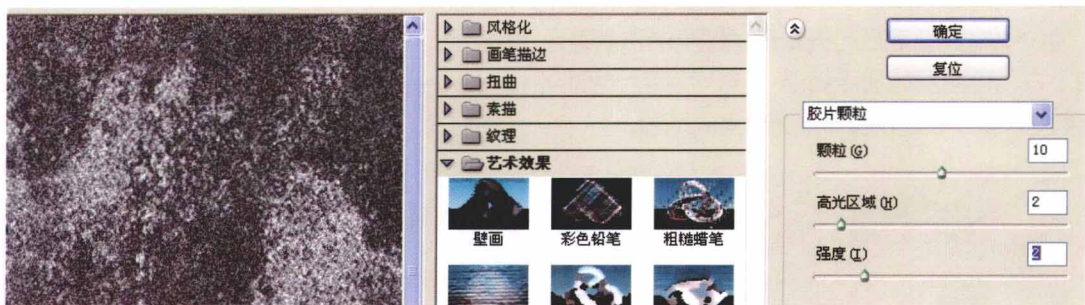 风格化
画笔描边
扭曲
素描
纹理
艺术效果
壁画 彩色铅笔 粗糙蜡笔
确定
复位
胶片颗粒
颗粒(G) 10
高光区域(H) 2
强度(I) 2